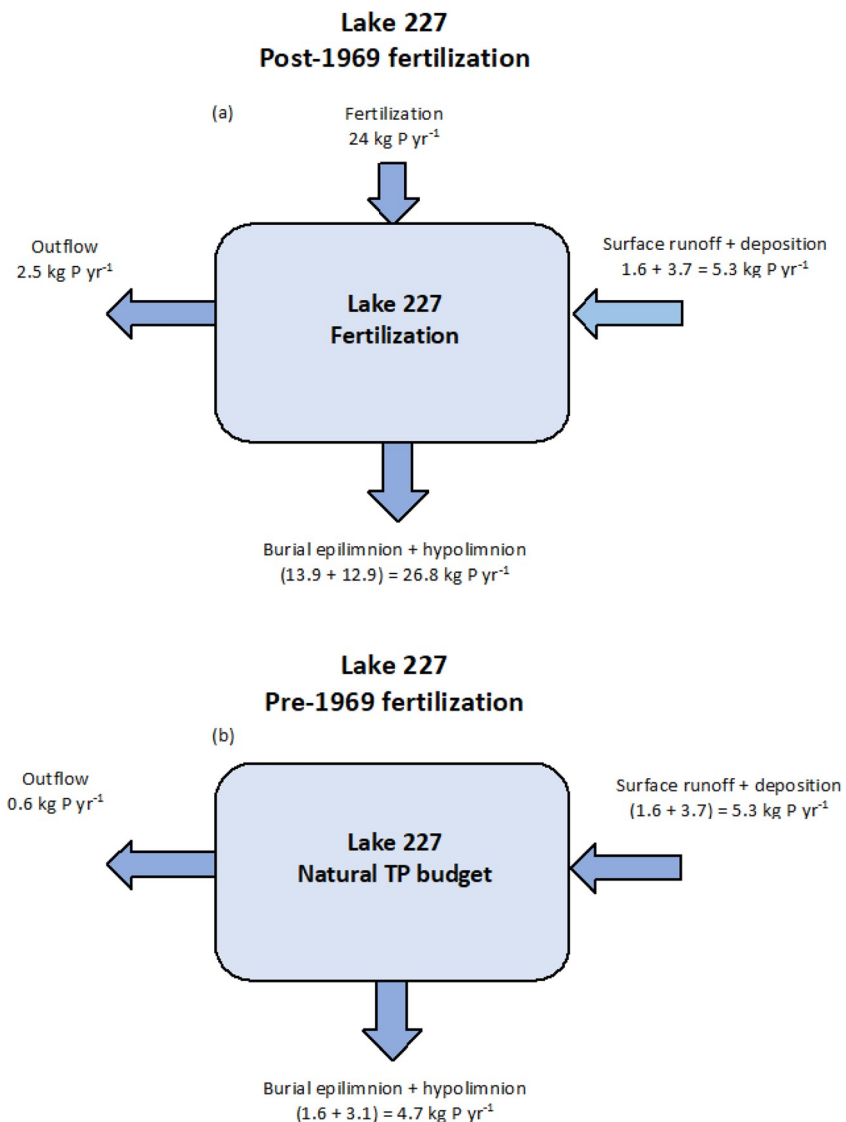 Lake 227
Post-1969 fertilization
(a)
Fertilization
24 kg P yr⁻¹
Outflow
2.5 kg P yr⁻¹
Surface runoff + deposition
1.6 + 3.7 = 5.3 kg P yr⁻¹
Lake 227
Fertilization
Burial epilimnion + hypolimnion
(13.9 + 12.9) = 26.8 kg P yr⁻¹
Lake 227
Pre-1969 fertilization
(b)
Outflow
0.6 kg P yr⁻¹
Surface runoff + deposition
(1.6 + 3.7) = 5.3 kg P yr⁻¹
Lake 227
Natural TP budget
Burial epilimnion + hypolimnion
(1.6 + 3.1) = 4.7 kg P yr⁻¹